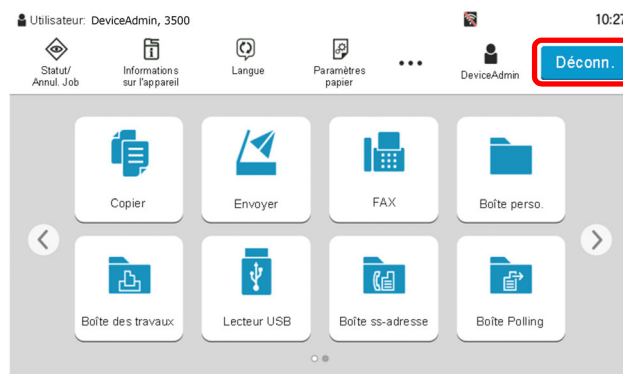 Utilisateur: DeviceAdmin, 3500
10:27
Statut/
Annul. Job
Informations
sur l'appareil
Langue
Paramètres
papier
DeviceAdmin
Déconn.
Copier
Envoyer
FAX
Boîte perso.
Boîte des travaux
Lecteur USB
Boîte ss-adresse
Boîte Polling